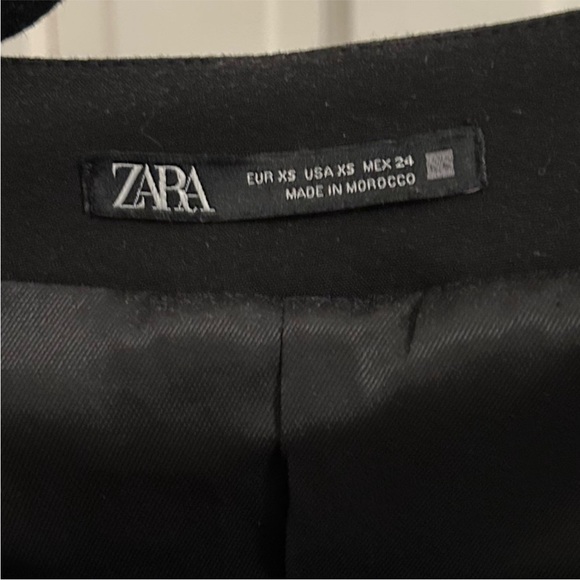 ZARA
EUR XS USA XS MEX 24
MADE IN MOROCCO